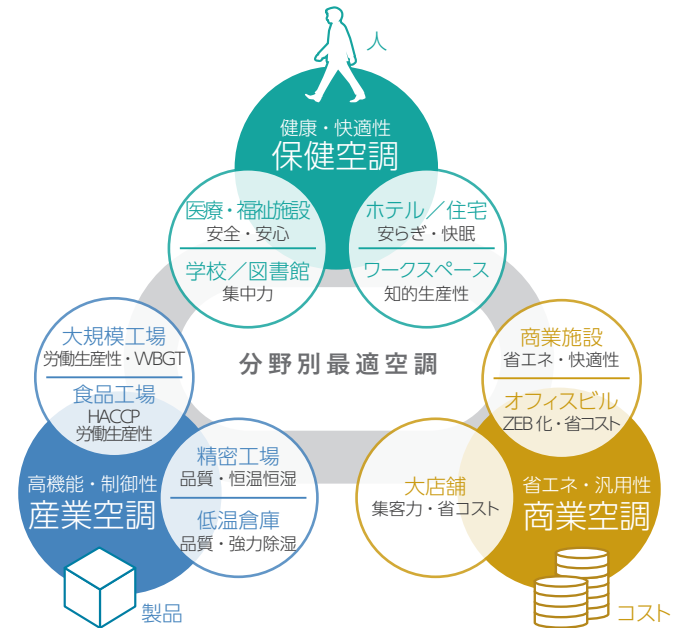 人
健康・快適性
保健空調
医療・福祉施設
安全・安心
学校／図書館
集中力
ホテル／住宅
安らぎ・快眠
ワークスペース
知的生産性
分野別最適空調
大規模工場
労働生産性・WBGT
食品工場
HACCP
労働生産性
高機能・制御性
産業空調
精密工場
品質・恒温恒湿
低温倉庫
品質・強力除湿
製品
商業施設
省エネ・快適性
オフィスビル
ZEB 化・省コスト
大店舗
集客力・省コスト
省エネ・汎用性
商業空調
コスト